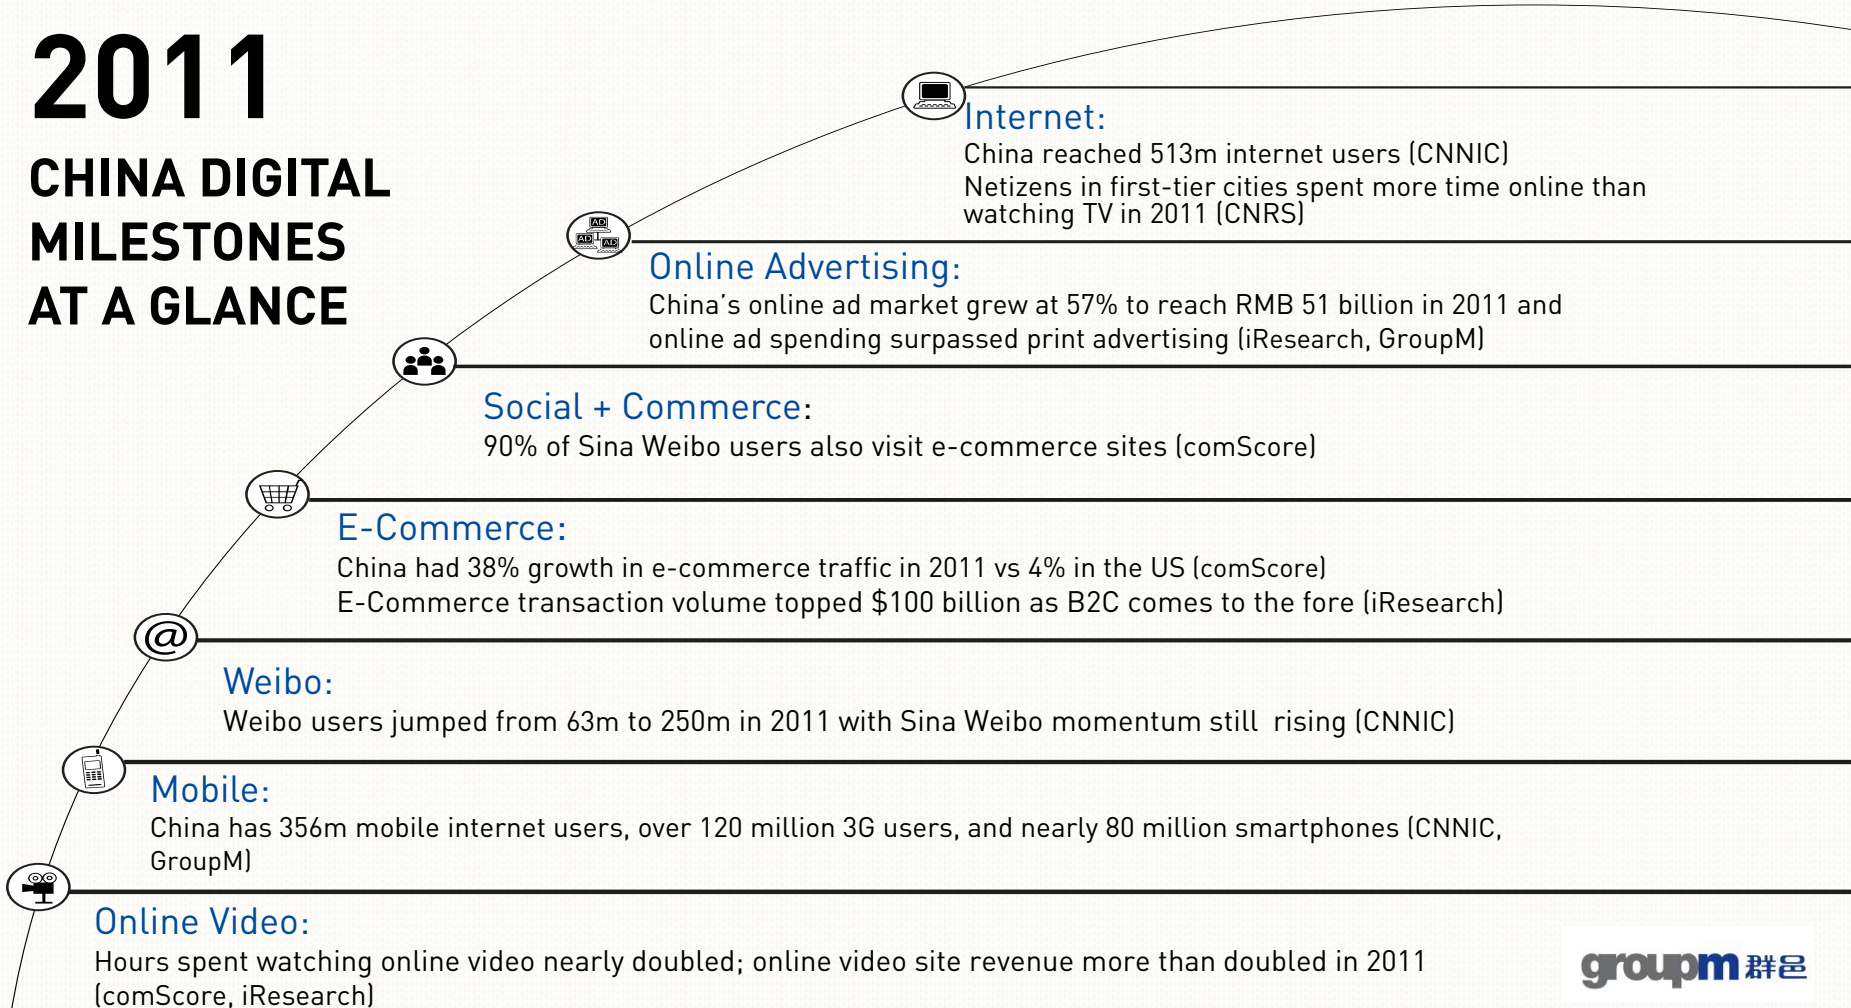 2011
CHINA DIGITAL
MILESTONES
AT A GLANCE
Internet:
China reached 513m internet users (CNNIC)
Netizens in first-tier cities spent more time online than
watching TV in 2011 (CNRS)
AD
AD
AD
Online Advertising:
China's online ad market grew at 57% to reach RMB 51 billion in 2011 and
online ad spending surpassed print advertising (iResearch, GroupM)
Social + Commerce:
90% of Sina Weibo users also visit e-commerce sites (comScore)
E-Commerce:
China had 38% growth in e-commerce traffic in 2011 vs 4% in the US (comScore)
E-Commerce transaction volume topped $100 billion as B2C comes to the fore (iResearch)
@
Weibo:
Weibo users jumped from 63m to 250m in 2011 with Sina Weibo momentum still  rising (CNNIC)
Mobile:
China has 356m mobile internet users, over 120 million 3G users, and nearly 80 million smartphones (CNNIC,
GroupM)
Online Video:
Hours spent watching online video nearly doubled; online video site revenue more than doubled in 2011
(comScore, iResearch)
groupm 群邑